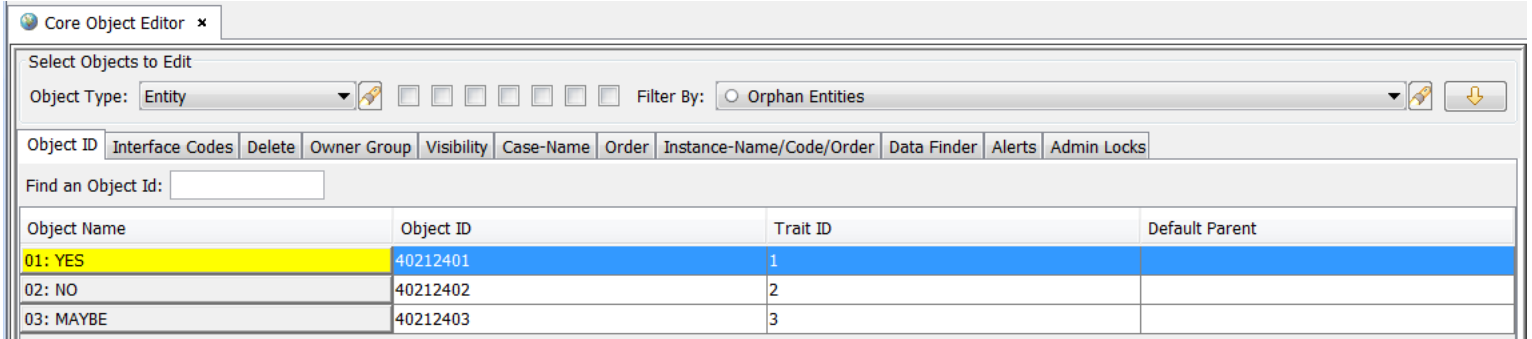 Core Object Editor
Select Objects to Edit
Object Type: Entity Filter By: Orphan Entities
Object ID Interface Codes Delete Owner Group Visibility Case-Name Order Instance-Name/Code/Order Data Finder Alerts Admin Locks
Find an Object Id:
Object Name Object ID Trait ID Default Parent
01: YES 40212401 1
02: NO 40212402 2
03: MAYBE 40212403 3